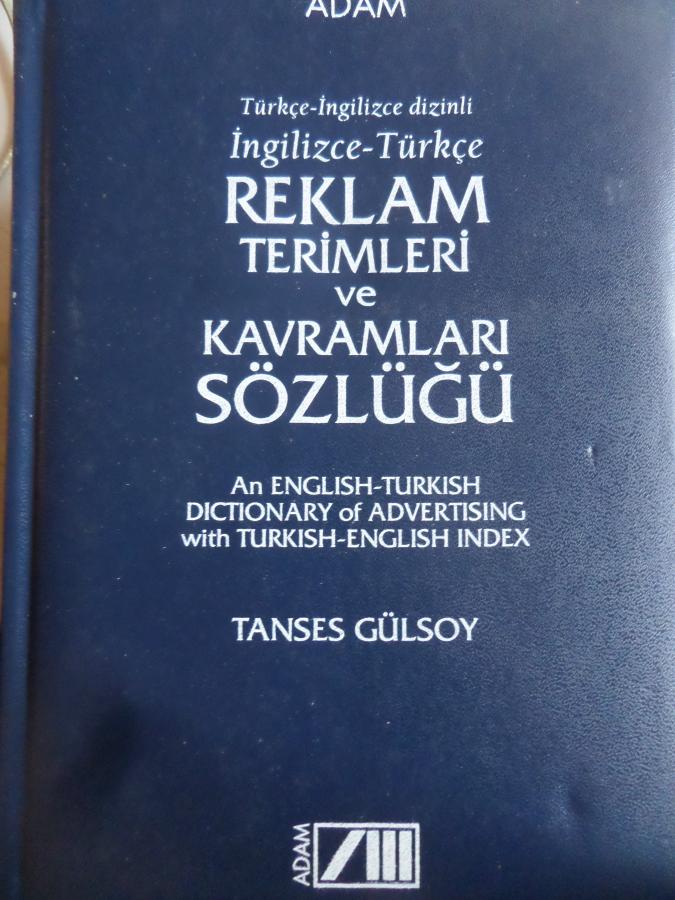 ADAM
Türkçe-İngilizce dizinli
İngilizce-Türkçe
REKLAM
TERİMLERİ
ve
KAVRAMLARI
SÖZLÜĞÜ
An ENGLISH-TURKISH
DICTIONARY of ADVERTISING
with TURKISH-ENGLISH INDEX
TANSES GÜLSOY
ADAM